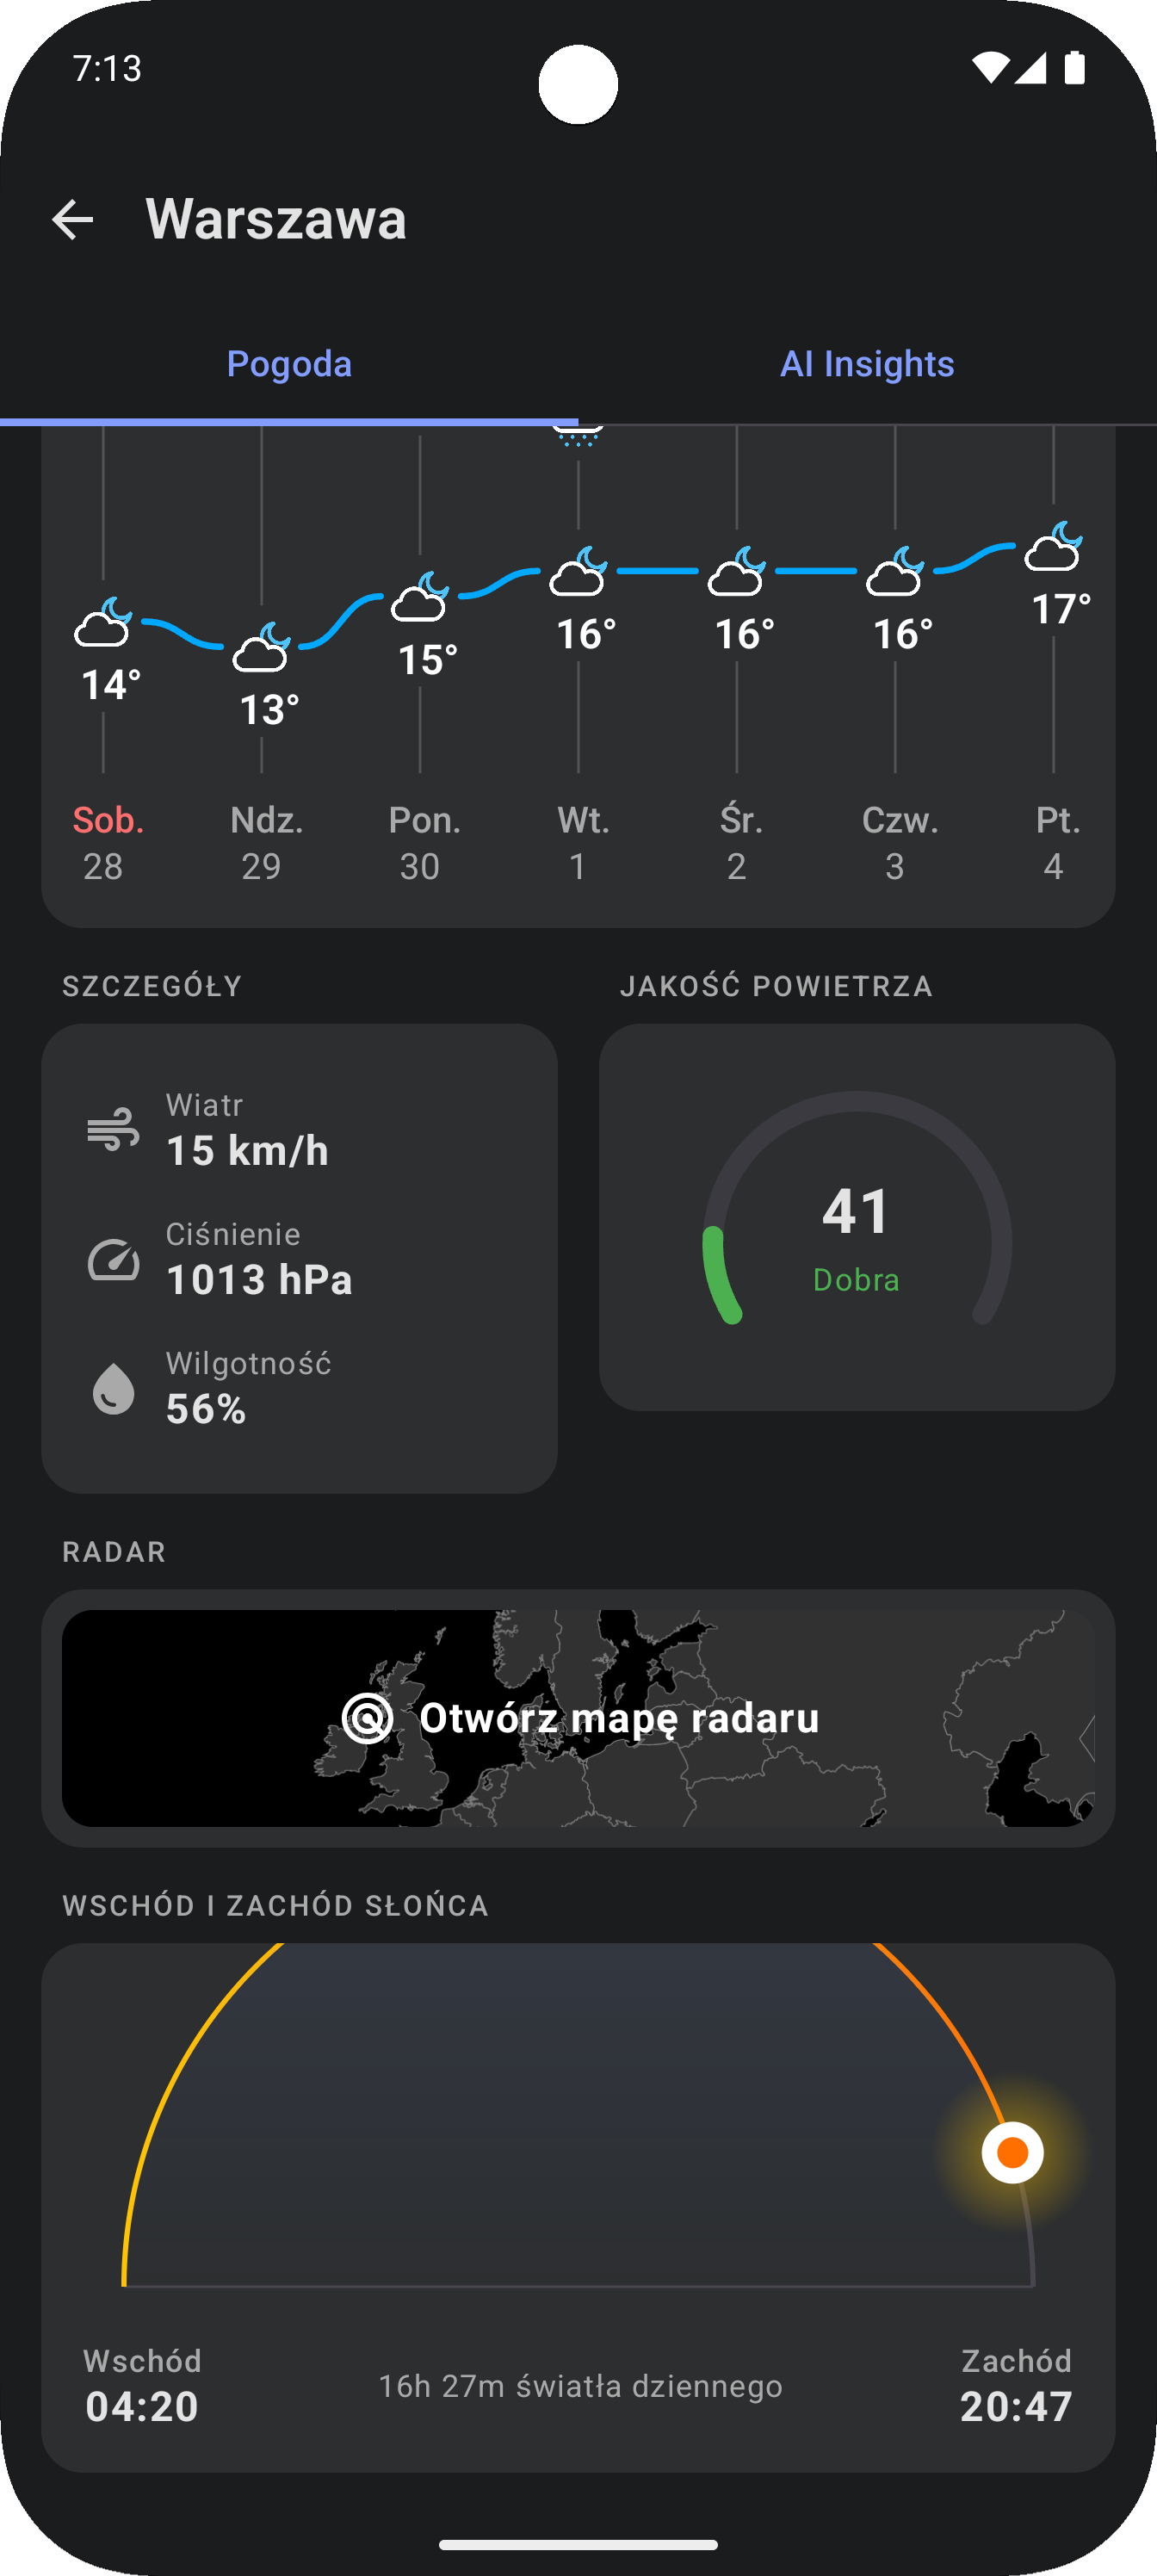 7:13
Warszawa
Pogoda
AI Insights
14°
13°
15°
16°
16°
16°
17°
Sob.
28
Ndz.
29
Pon.
30
Wt.
1
Śr.
2
Czw.
3
Pt.
4
SZCZEGÓŁY
Wiatr
15 km/h
Ciśnienie
1013 hPa
Wilgotność
56%
JAKOŚĆ POWIETRZA
41
Dobra
RADAR
Otwórz mapę radaru
WSCHÓD I ZACHÓD SŁOŃCA
Wschód
04:20
16h 27m światła dziennego
Zachód
20:47